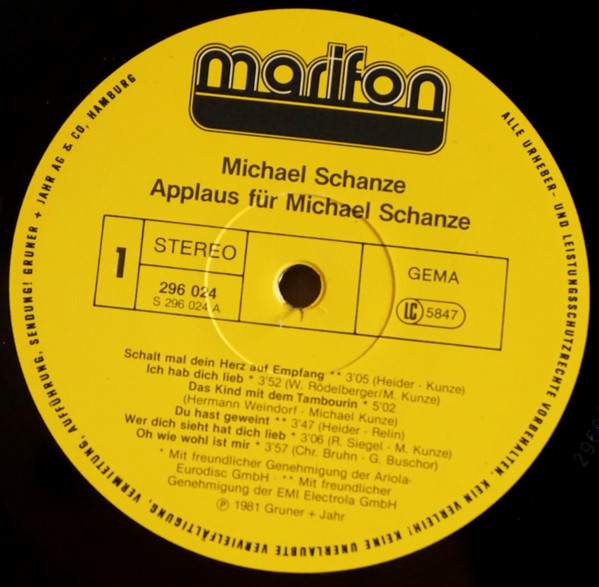 marifon
Michael Schanze
Applaus für Michael Schanze
1
STEREO
296 024
S 296 024 A
GEMA
LC 5847
Schalt mal dein Herz auf Empfang ** 3'05 (Heider - Kunze)
Ich hab dich lieb * 3'52 (W. Rödelberger/M. Kunze)
Das Kind mit dem Tambourin * 5'02
(Hermann Weindorf - Michael Kunze)
Du hast geweint ** 3'47 (Heider - Relin)
Wer dich sieht hat dich lieb * 3'06 (R. Siegel - M. Kunze)
Oh wie wohl ist mir * 3'57 (Chr. Bruhn - G. Buschor)
* Mit freundlicher Genehmigung der Ariola-
Eurodisc GmbH - ** Mit freundlicher
Genehmigung der EMI Electrola GmbH
℗ 1981 Gruner + Jahr
ALLE URHEBER- UND LEISTUNGSSCHUTZRECHTE VORBEHALTEN. KEIN VERLEIH! KEINE UNERLAUBTE VERVIELFÄLTIGUNG, VERMIETUNG, AUFFÜHRUNG, SENDUNG! GRUNER + JAHR AG & CO, HAMBURG